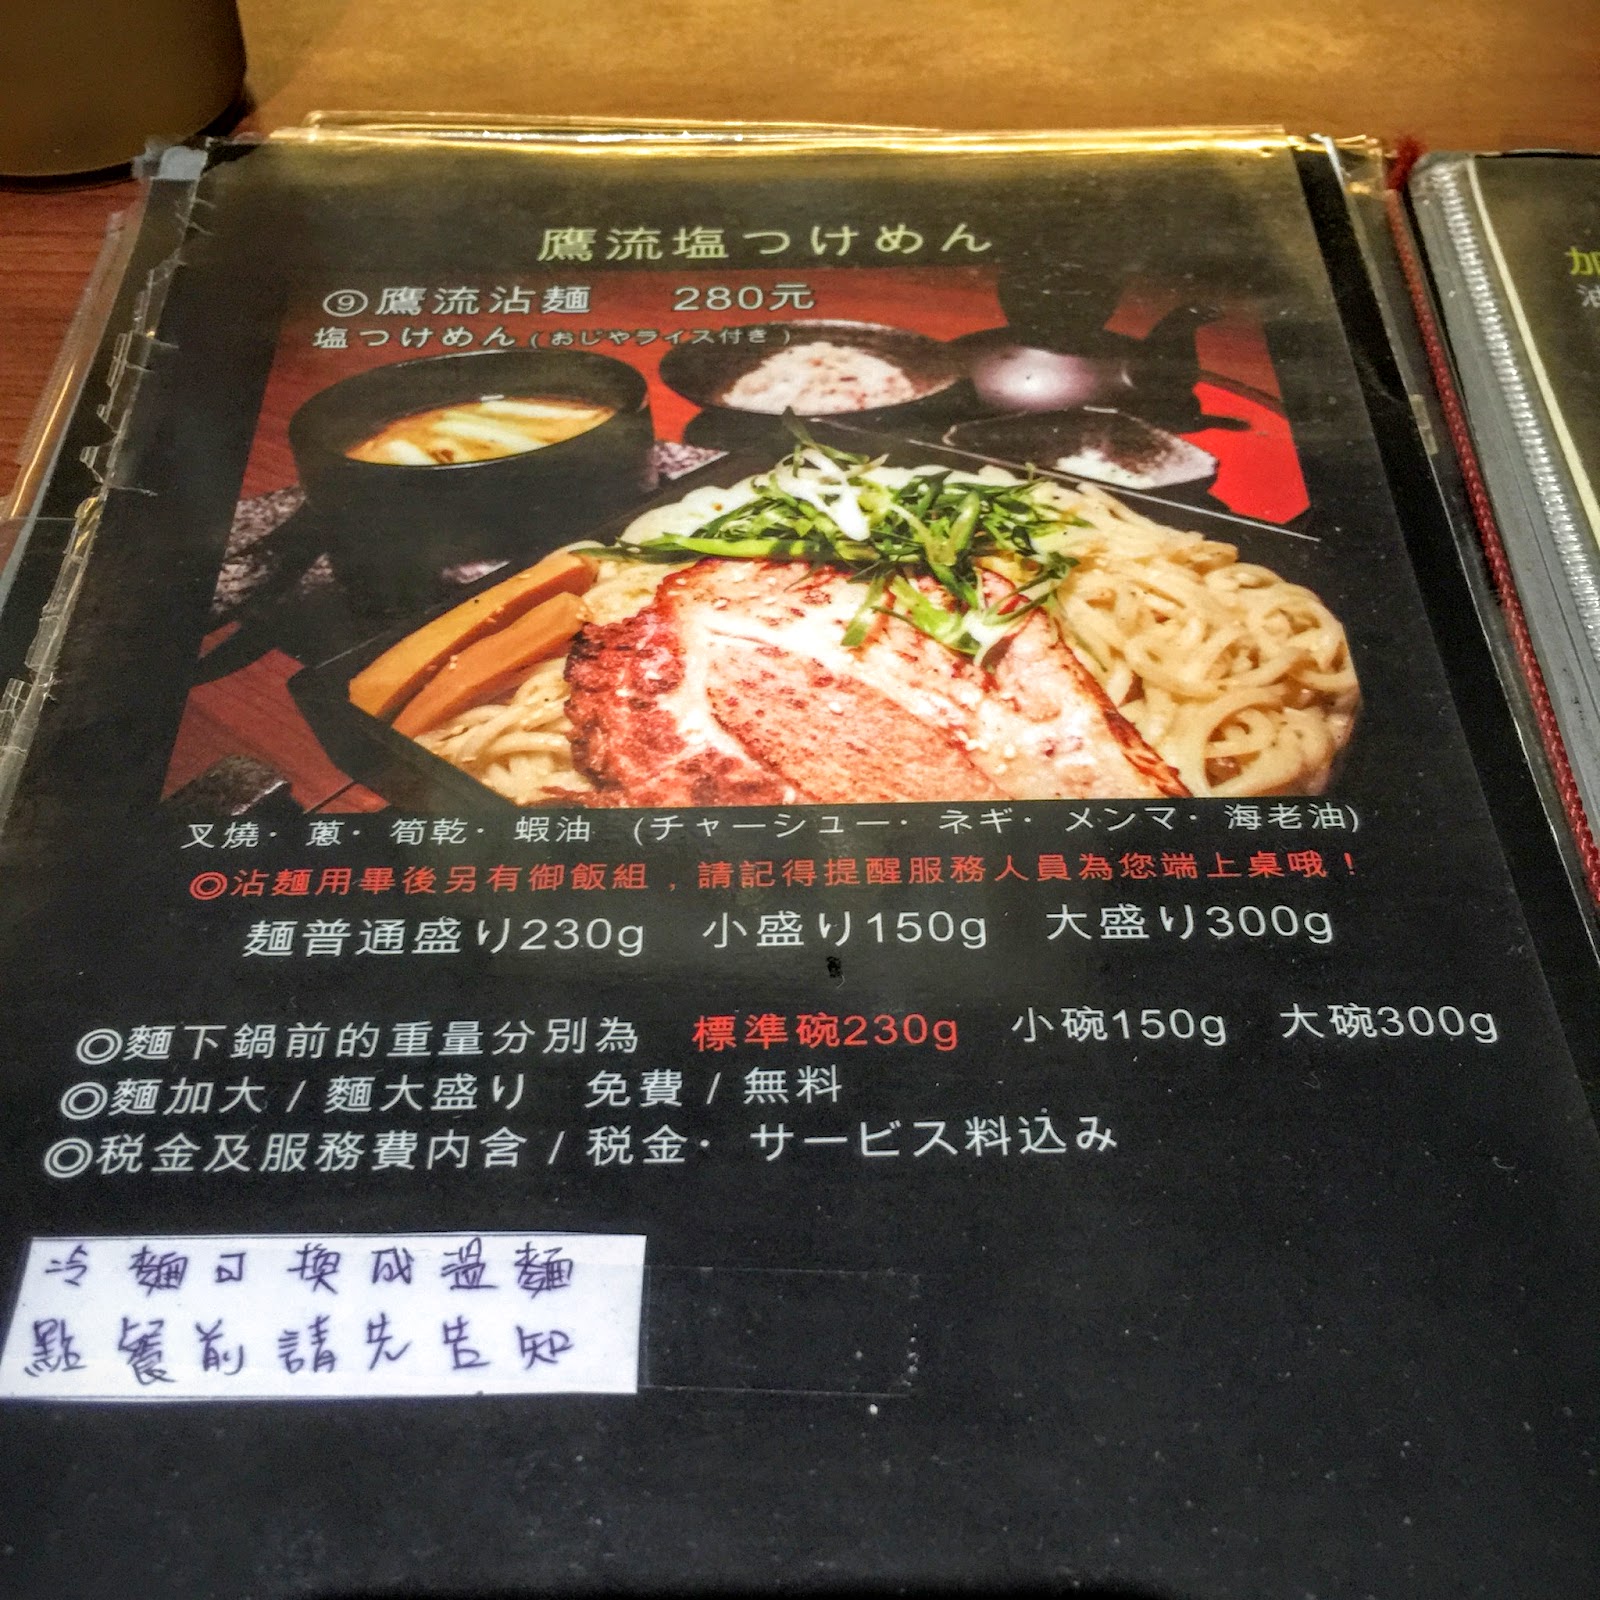 鷹流塩つけめん
⑨鷹流沾麵 280元
塩つけめん(おじやライス付き)
叉燒・蔥・筍乾・蝦油 (チャーシュー・ネギ・メンマ・海老油)
◎沾麵用畢後另有御飯組，請記得提醒服務人員為您端上桌哦！
麺普通盛り230g 小盛り150g 大盛り300g
◎麵下鍋前的重量分別為 標準碗230g 小碗150g 大碗300g
◎麵加大 / 麵大盛り 免費 / 無料
◎税金及服務費内含 / 税金・サービス料込み
冷麵可換成溫麵
點餐前請先告知
加
油